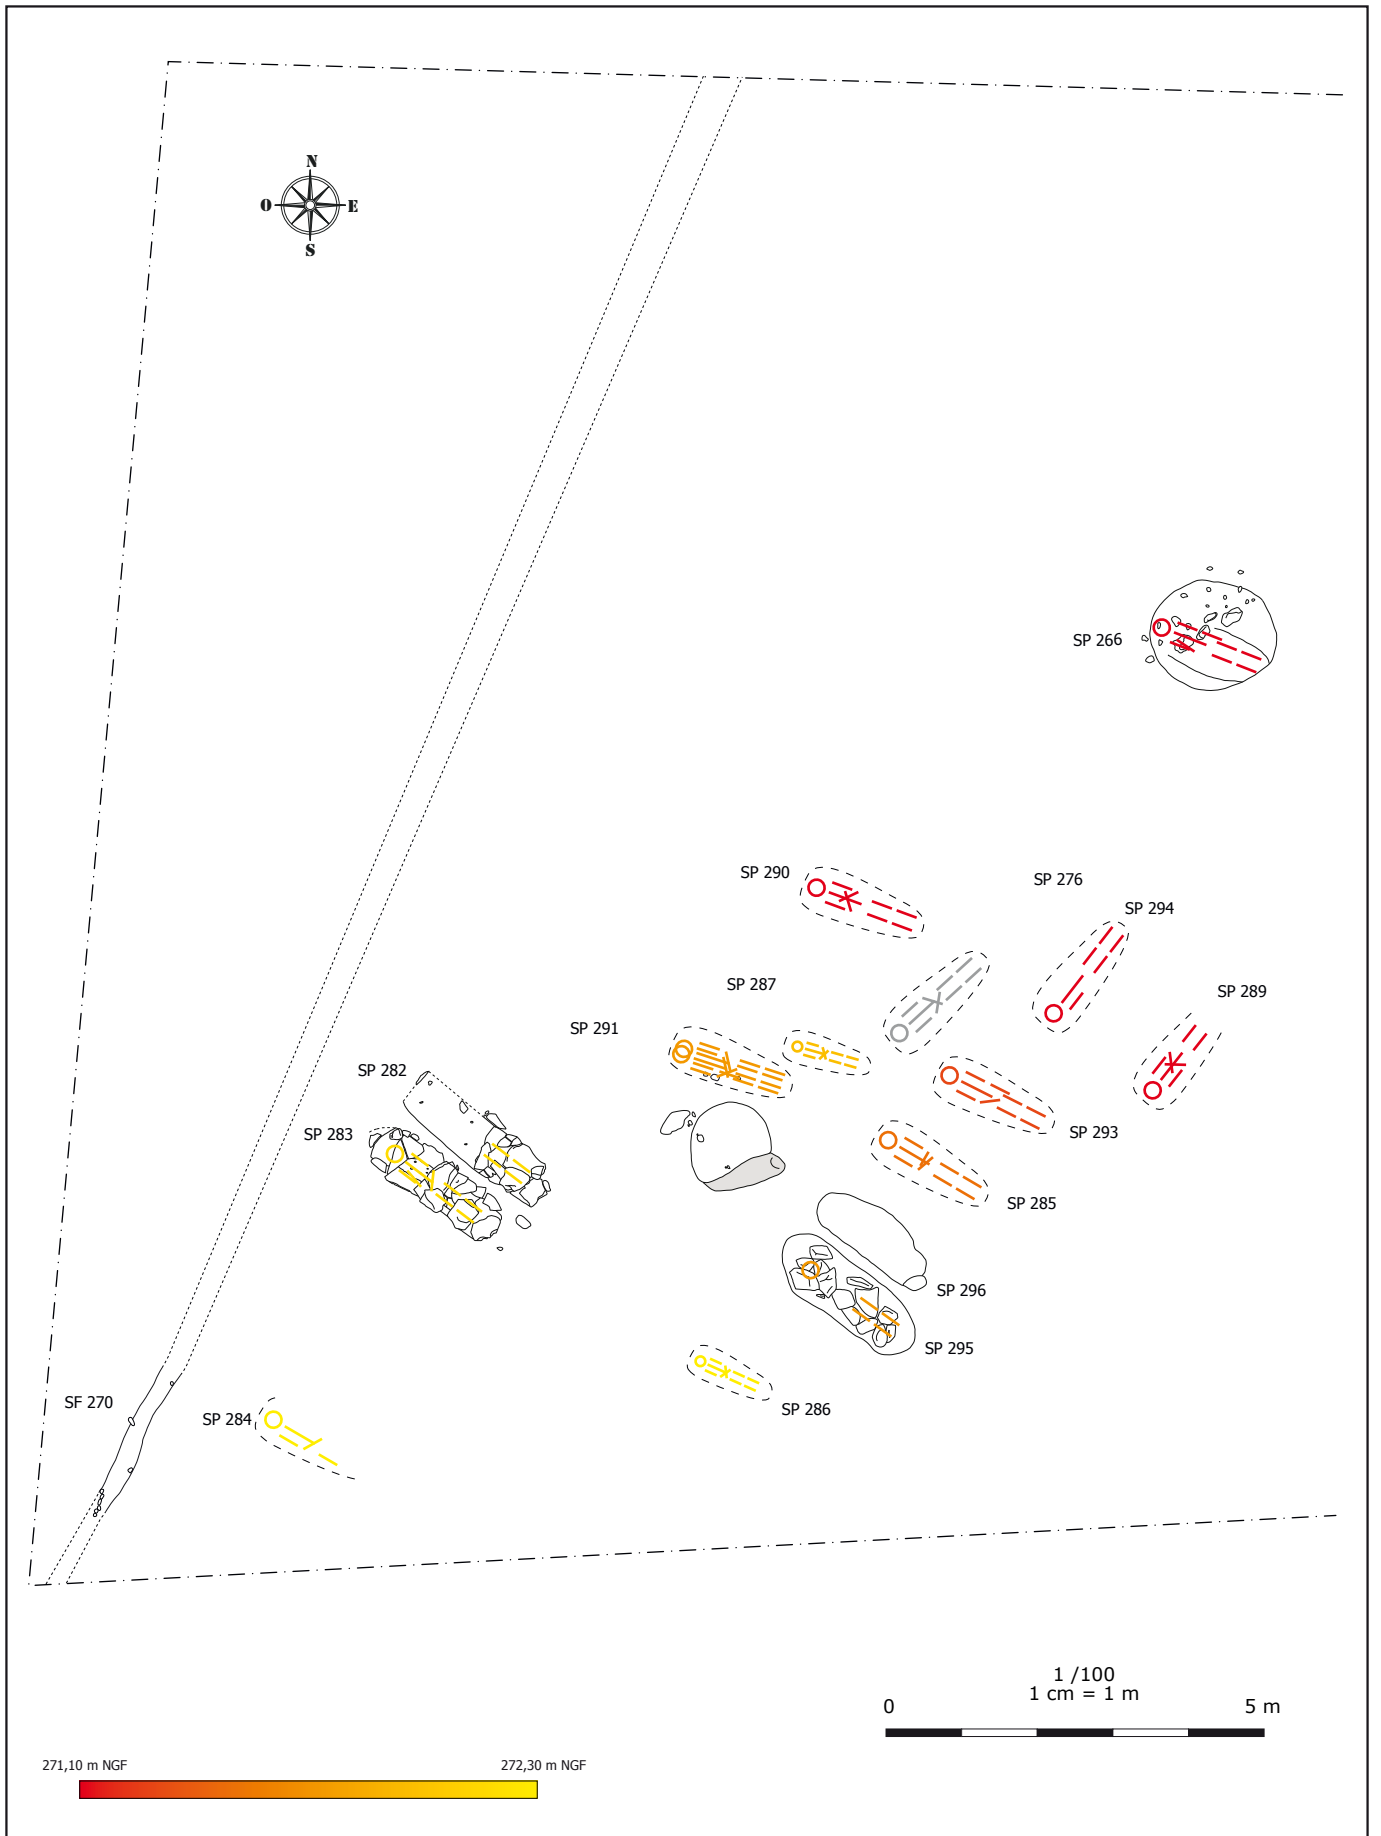 N
O E
S
SP 266
SP 290
SP 276
SP 294
SP 287
SP 289
SP 291
SP 282
SP 283
SP 293
SP 285
SP 296
SP 295
SF 270
SP 284
SP 286
1 /100
1 cm = 1 m
0 5 m
271,10 m NGF 272,30 m NGF